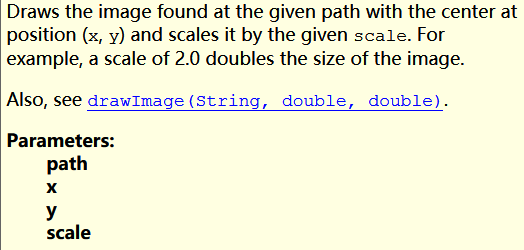 Draws the image found at the given path with the center at
position (x, y) and scales it by the given scale. For
example, a scale of 2.0 doubles the size of the image.
Also, see drawImage(String, double, double).
Parameters:
path
x
y
scale